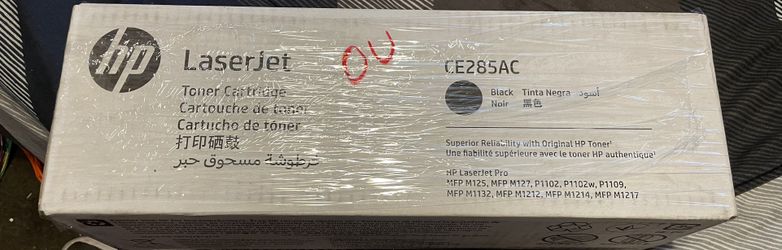 hp
LaserJet
Toner Cartridge
Cartouche de toner
Cartucho de tóner
打印硒鼓
خرطوشة مسحوق حبر
OU
CE285AC
Black Tinta Negra أسود
Noir 黑色
Superior Reliability with Original HP Toner¹
Une fiabilité supérieure avec le toner HP authentique¹
HP LaserJet Pro
MFP M125, MFP M127, P1102, P1102w, P1109,
MFP M1132, MFP M1212, MFP M1214, MFP M1217